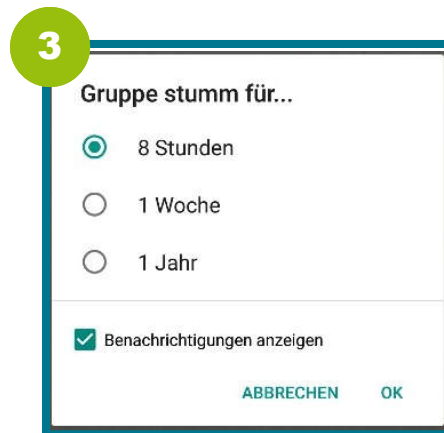 3
Gruppe stumm für...
8 Stunden
1 Woche
1 Jahr
Benachrichtigungen anzeigen
ABBRECHEN OK